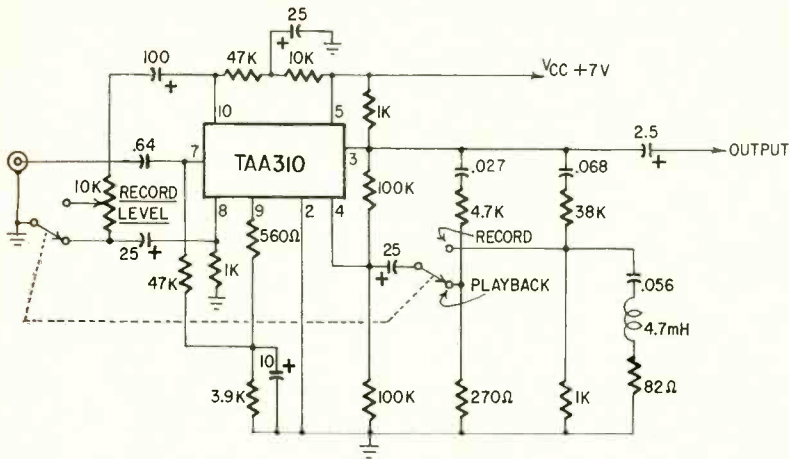 25
+
100
+
47K
10K
VCC +7V
10
5
1K
.64
7
TAA310
3
2.5
+
OUTPUT
10K
RECORD
LEVEL
8
9
2
4
100K
.027
.068
4.7K
38K
25
+
1K
560Ω
47K
25
+
RECORD
PLAYBACK
.056
4.7mH
10
+
3.9K
100K
270Ω
1K
82Ω